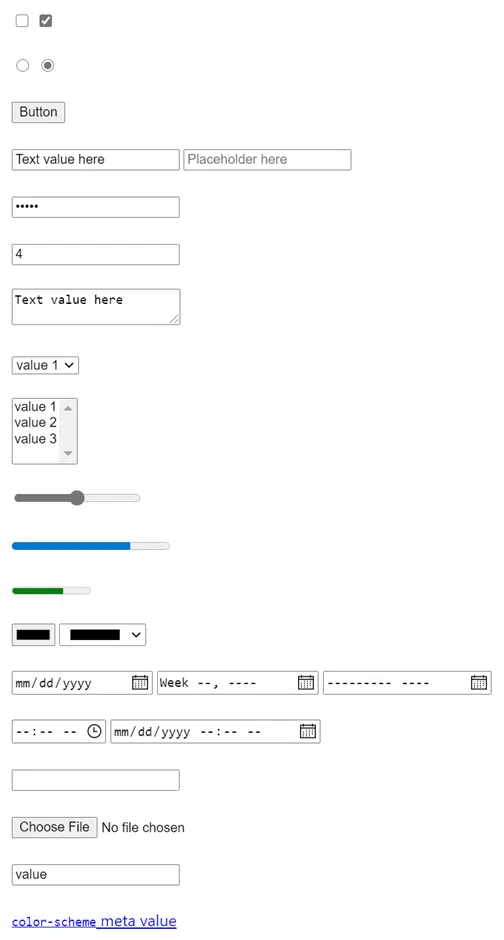 Button
Text value here Placeholder here
•••••
4
Text value here
value 1
value 1
value 2
value 3
mm/dd/yyyy Week --, ---- --------- ----
--:-- -- mm/dd/yyyy --:-- --
Choose File No file chosen
value
color-scheme meta value